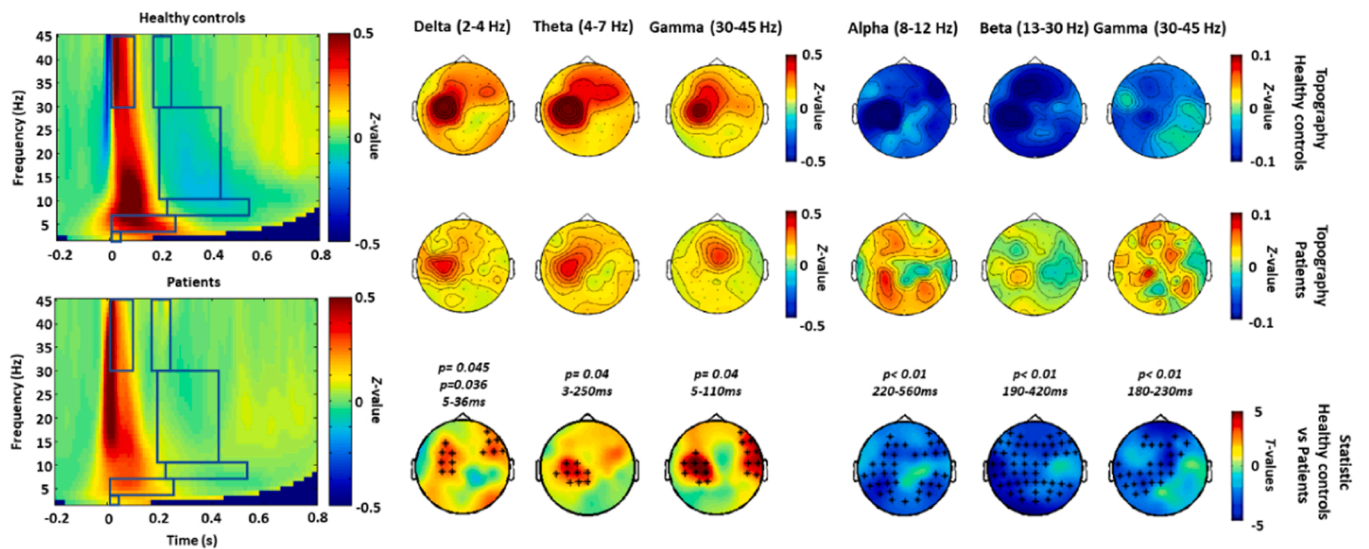 Healthy controls
45
40
35
30
25
20
15
10
5
Frequency (Hz)
-0.2 0 0.2 0.4 0.6 0.8
0.5
0
-0.5
Z-value
Patients
45
40
35
30
25
20
15
10
5
Frequency (Hz)
-0.2 0 0.2 0.4 0.6 0.8
Time (s)
0.5
0
-0.5
Z-value
Delta (2-4 Hz) Theta (4-7 Hz) Gamma (30-45 Hz) Alpha (8-12 Hz) Beta (13-30 Hz) Gamma (30-45 Hz)
0.5
0
-0.5
Z-value
0.1
0
-0.1
Z-value
Topography
Healthy controls
0.5
0
-0.5
Z-value
0.1
0
-0.1
Z-value
Topography
Patients
p= 0.045
p=0.036
5-36ms
p= 0.04
3-250ms
p= 0.04
5-110ms
p< 0.01
220-560ms
p< 0.01
190-420ms
p< 0.01
180-230ms
5
0
-5
T-values
Statistic
Healthy controls
vs Patients